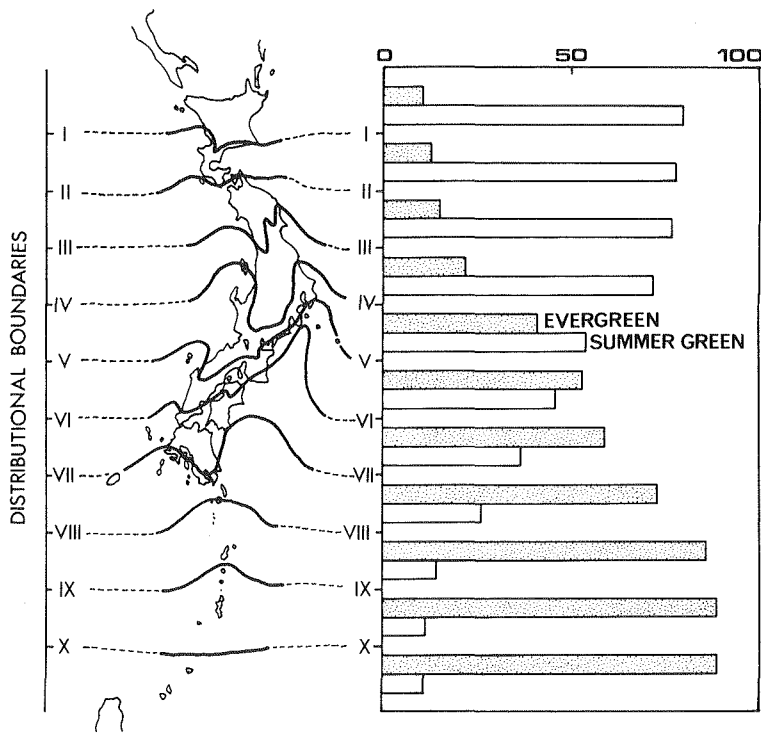 0 50 100
DISTRIBUTIONAL BOUNDARIES
I I
II II
III III
IV IV
EVERGREEN
SUMMER GREEN
V V
VI VI
VII VII
VIII VIII
IX IX
X X